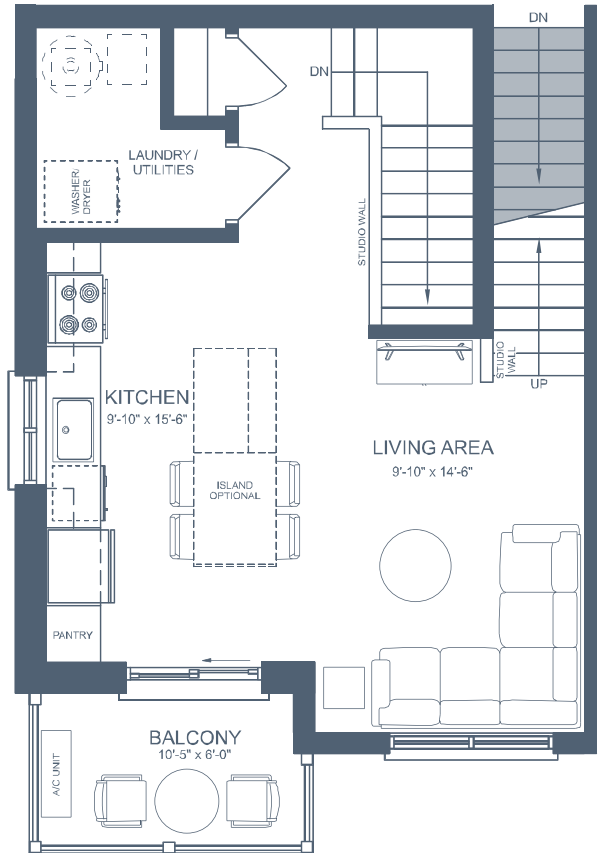 DN
DN
LAUNDRY /
UTILITIES
WASHER/
DRYER
STUDIO WALL
STUDIO
WALL
UP
KITCHEN
9'-10" x 15'-6"
LIVING AREA
9'-10" x 14'-6"
ISLAND
OPTIONAL
PANTRY
BALCONY
10'-5" x 6'-0"
A/C UNIT